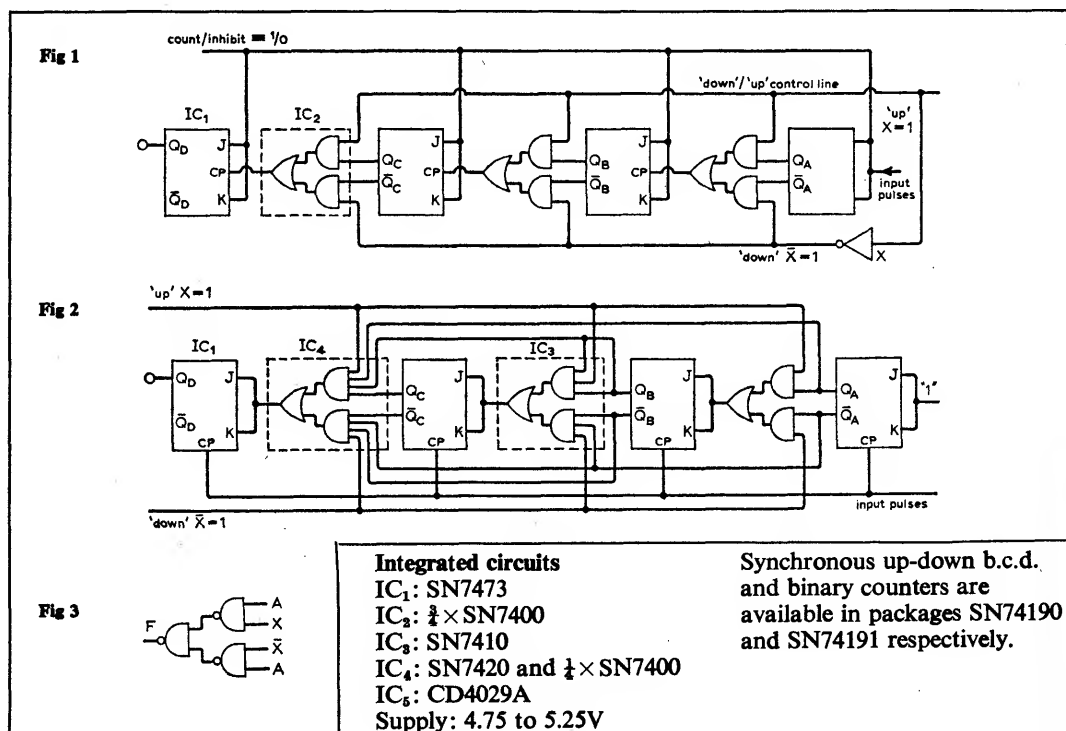 Fig 1
count/inhibit = 1/0
'down'/'up' control line
IC1
IC2
'up'
X=1
QD
J
QC
J
QB
J
QA
CP
CP
CP
Q̄D
K
Q̄C
K
Q̄B
K
Q̄A
input
pulses
'down' X̄=1
X
Fig 2
'up' X=1
IC1
IC4
IC3
QD
J
QC
J
QB
J
QA
J
"1"
Q̄D
K
Q̄C
K
Q̄B
K
Q̄A
K
CP
CP
CP
CP
'down' X̄=1
input pulses
Fig 3
F
A
X
X̄
A
Integrated circuits
IC1: SN7473
IC2: ¾ × SN7400
IC3: SN7410
IC4: SN7420 and ¼ × SN7400
IC5: CD4029A
Supply: 4.75 to 5.25V
Synchronous up-down b.c.d.
and binary counters are
available in packages SN74190
and SN74191 respectively.